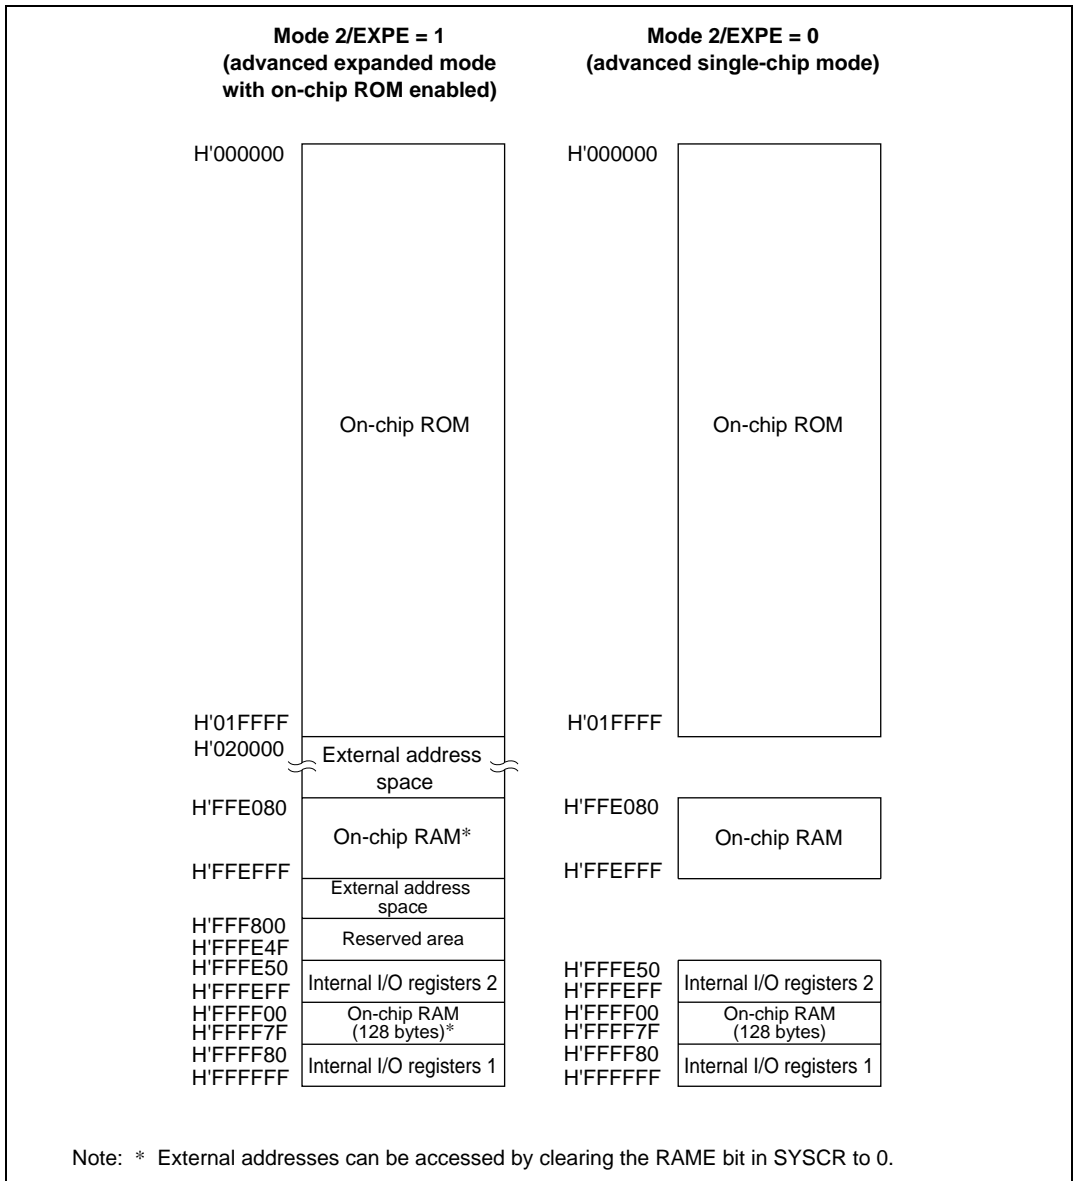 Mode 2/EXPE = 1
(advanced expanded mode
with on-chip ROM enabled)
Mode 2/EXPE = 0
(advanced single-chip mode)
H'000000
On-chip ROM
H'01FFFF
H'020000
External address
space
H'FFE080
On-chip RAM*
H'FFEFFF
External address
space
H'FFF800
Reserved area
H'FFFE4F
H'FFFE50
Internal I/O registers 2
H'FFFEFF
H'FFFF00
On-chip RAM
(128 bytes)*
H'FFFF7F
H'FFFF80
Internal I/O registers 1
H'FFFFFF
H'000000
On-chip ROM
H'01FFFF
H'FFE080
On-chip RAM
H'FFEFFF
H'FFFE50
Internal I/O registers 2
H'FFFEFF
H'FFFF00
On-chip RAM
(128 bytes)
H'FFFF7F
H'FFFF80
Internal I/O registers 1
H'FFFFFF
Note: * External addresses can be accessed by clearing the RAME bit in SYSCR to 0.